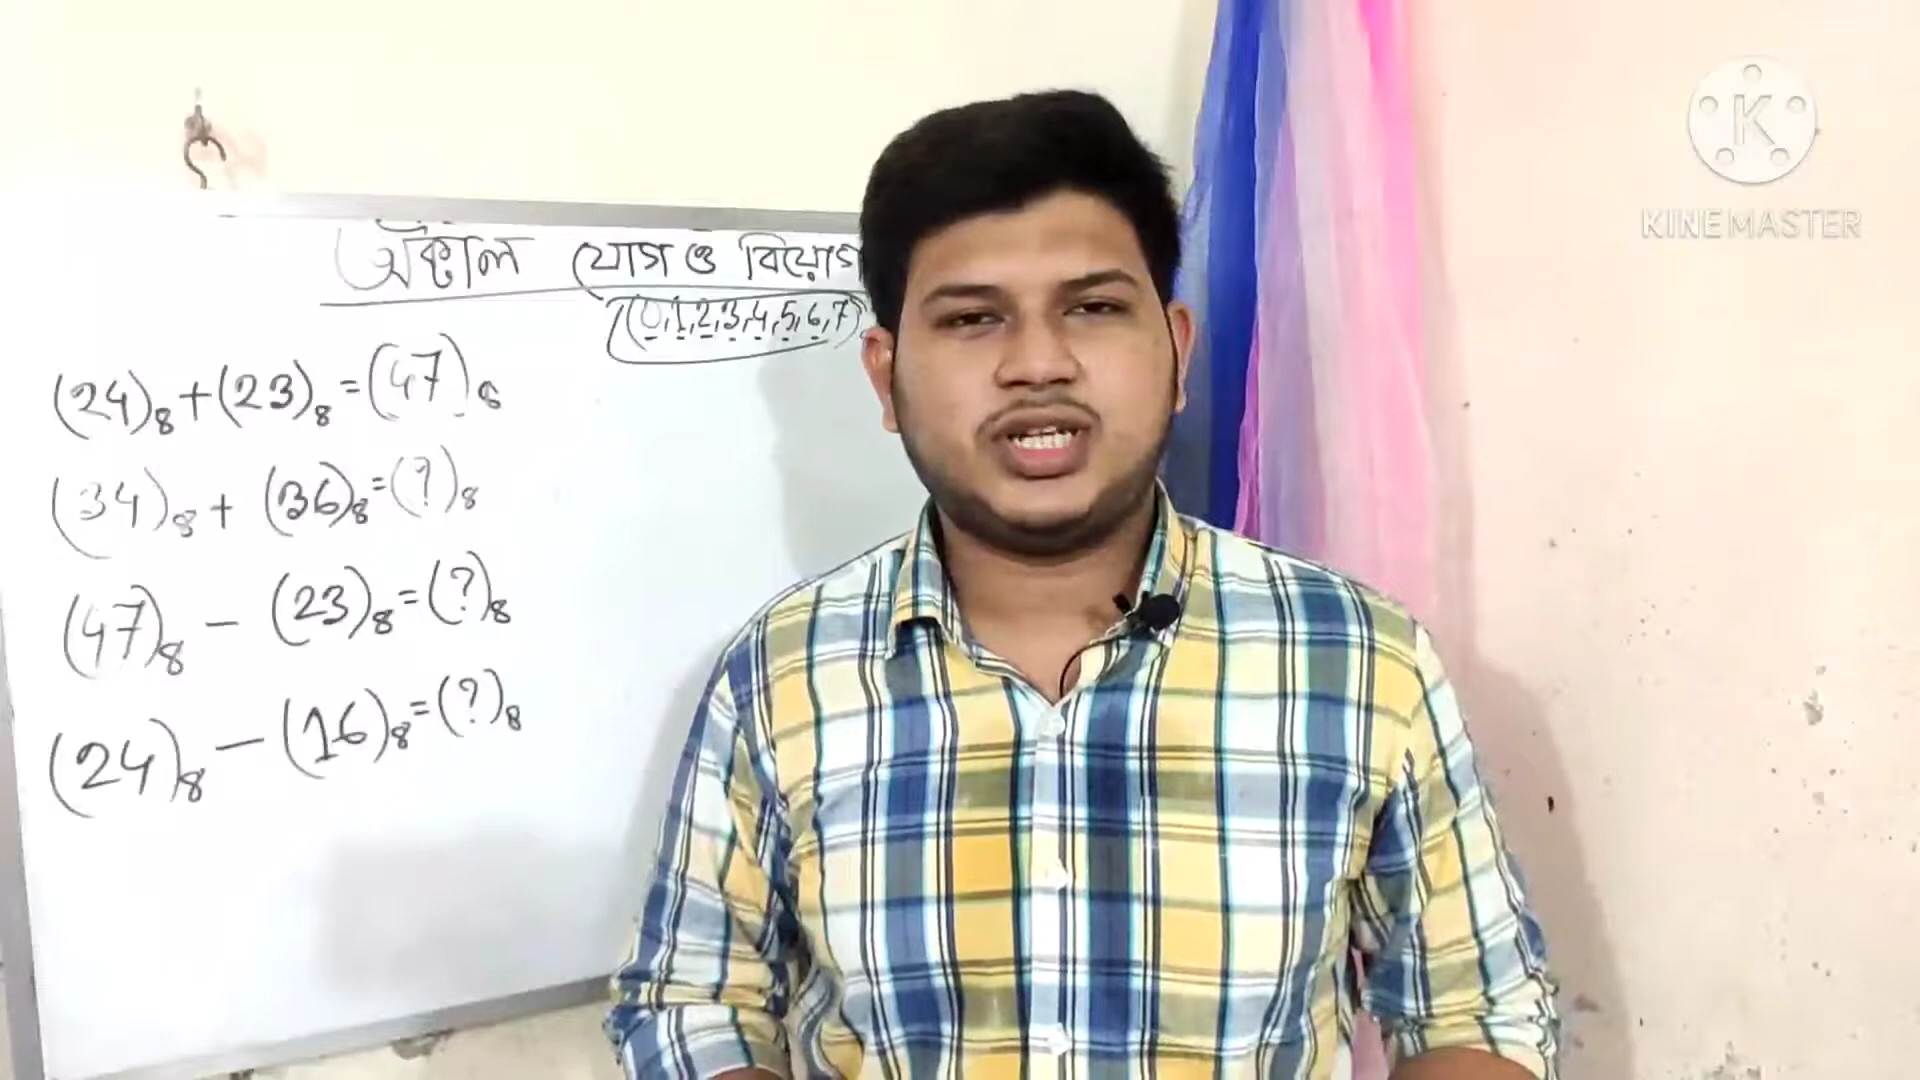 অক্টাল যোগ ও বিয়োগ
(0,1,2,3,4,5,6,7)
(24)₈+(23)₈=(47)₈
(34)₈+(36)₈=(?)₈
(47)₈-(23)₈=(?)₈
(24)₈-(16)₈=(?)₈
K
KINEMASTER